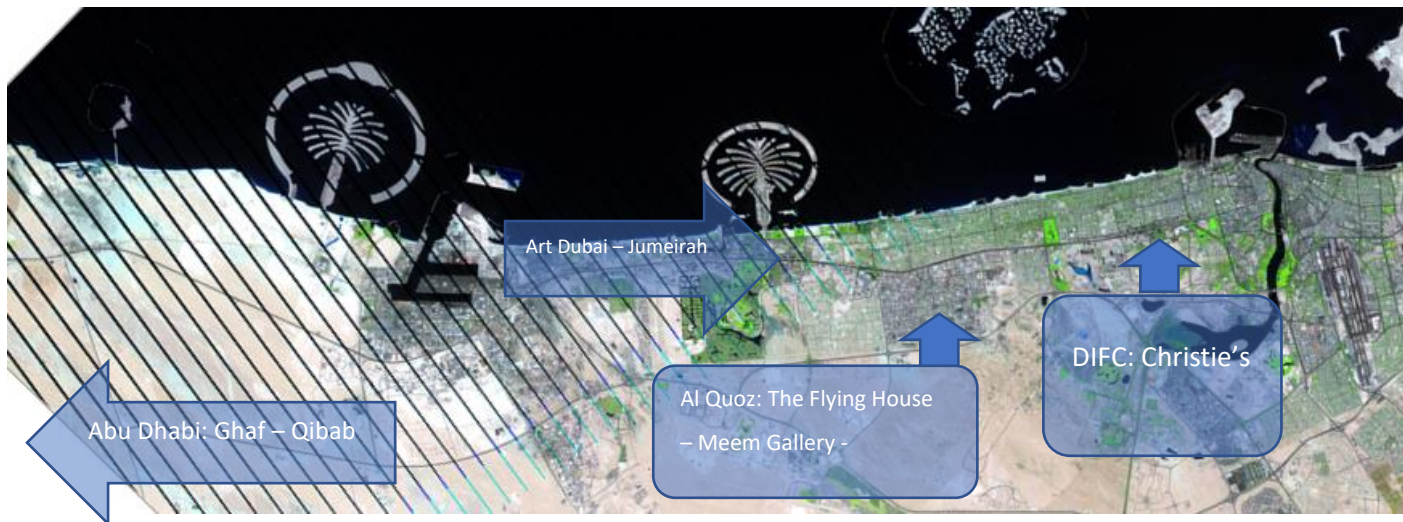 Art Dubai – Jumeirah
DIFC: Christie’s
Al Quoz: The Flying House
– Meem Gallery -
Abu Dhabi: Ghaf – Qibab